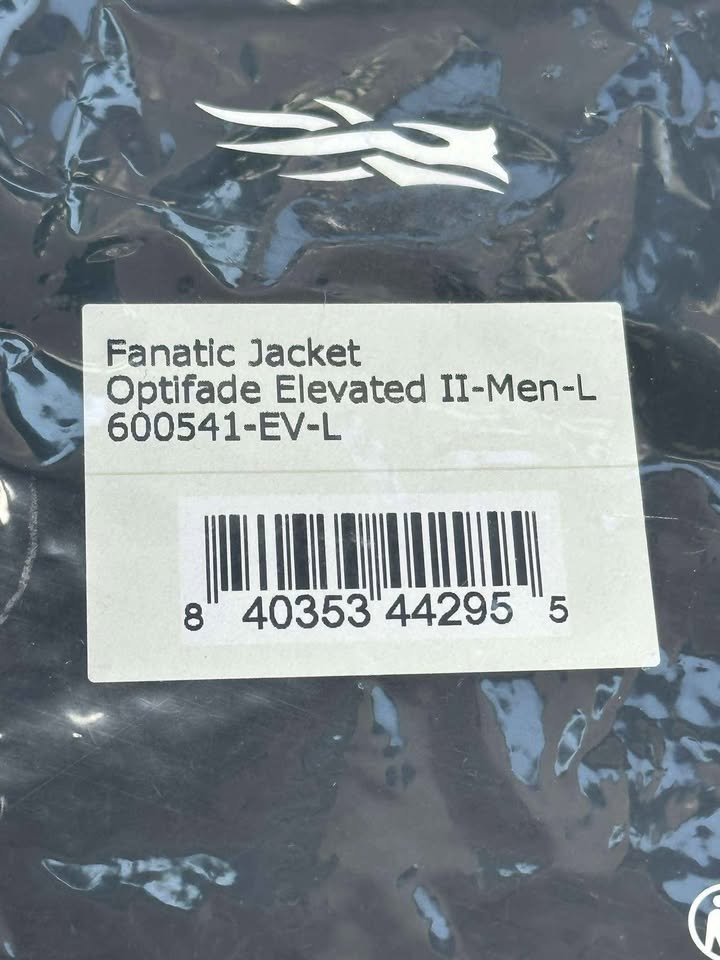 Fanatic Jacket
Optifade Elevated II-Men-L
600541-EV-L
8 40353 44295 5